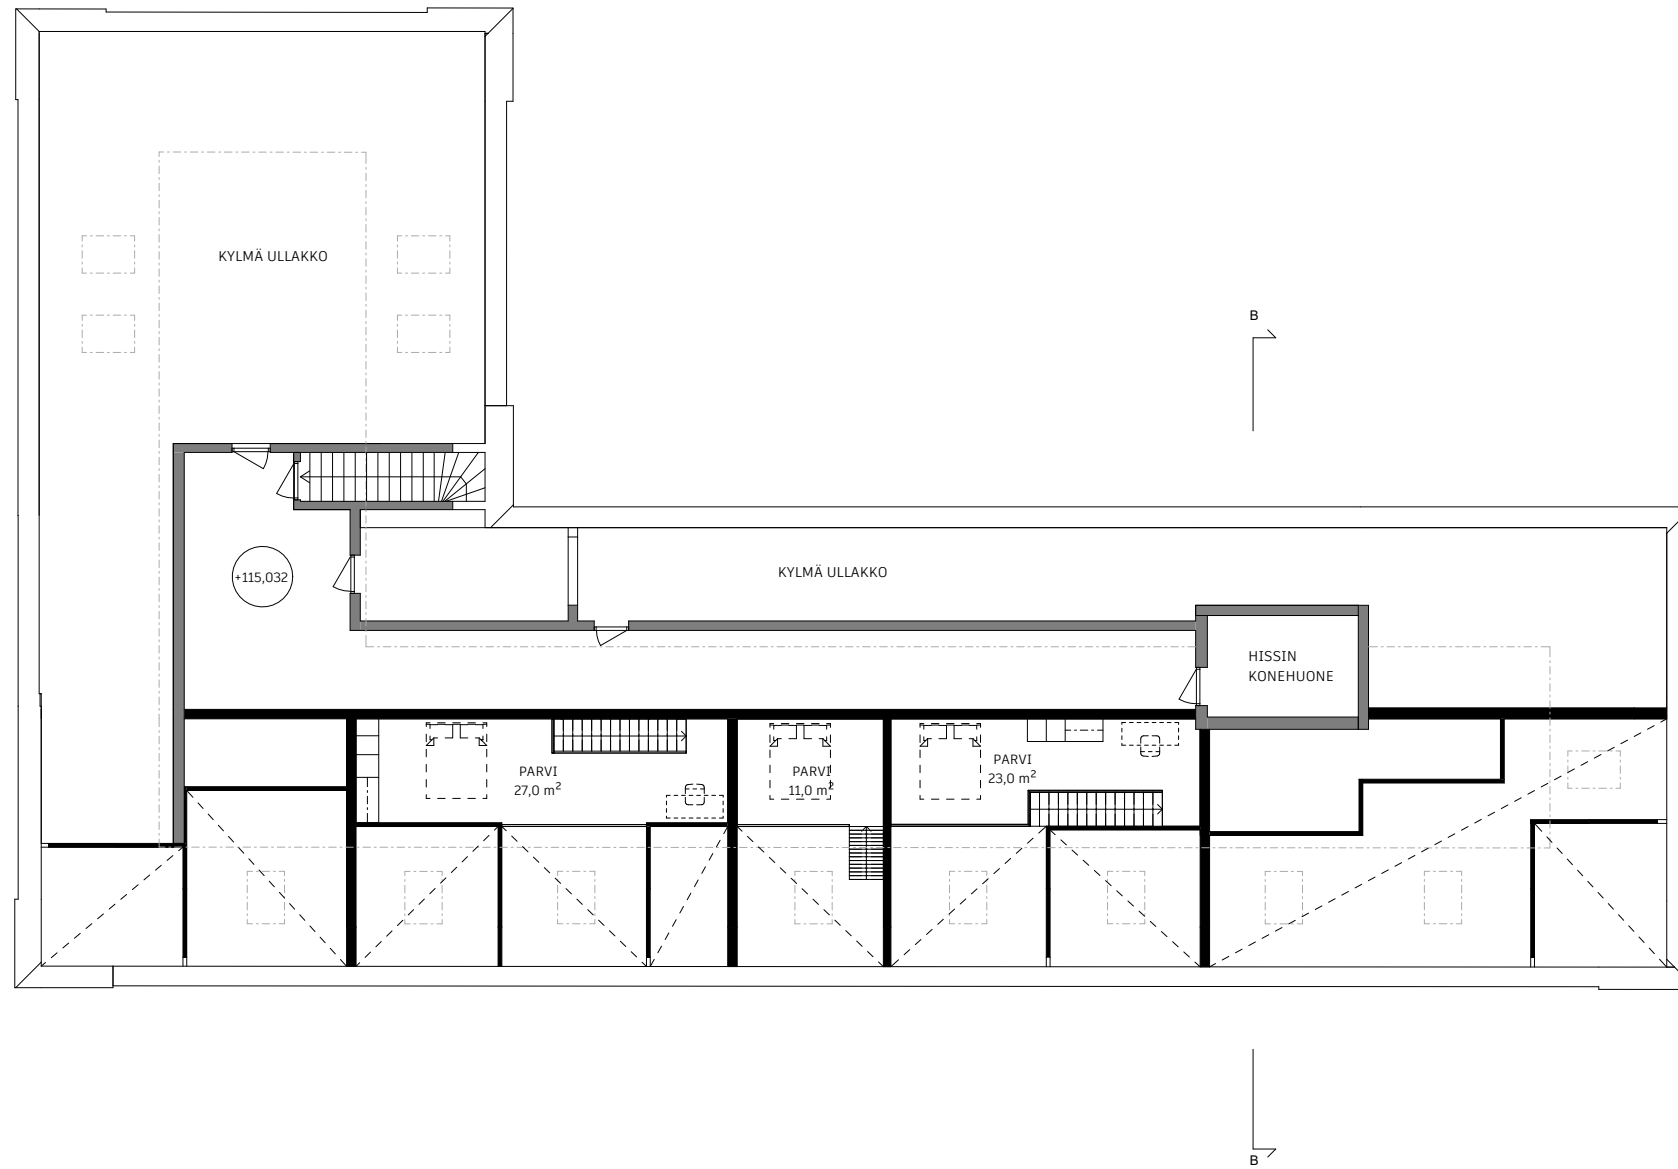 KYLMÄ ULLAKKO
B
+115,032
KYLMÄ ULLAKKO
HISSIN
KONEHUONE
PARVI
27,0 m²
PARVI
11,0 m²
PARVI
23,0 m²
B